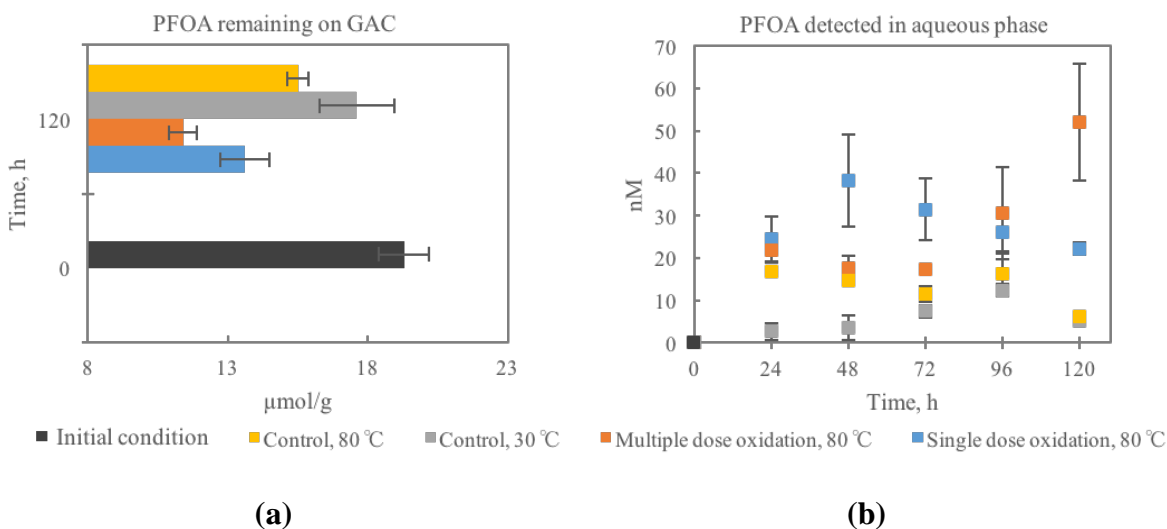 PFOA remaining on GAC
Time, h
120
0
8 13 18 23
µmol/g
PFOA detected in aqueous phase
nM
70
60
50
40
30
20
10
0
0 24 48 72 96 120
Time, h
Initial condition Control, 80 ℃ Control, 30 ℃ Multiple dose oxidation, 80 ℃ Single dose oxidation, 80 ℃
(a) (b)